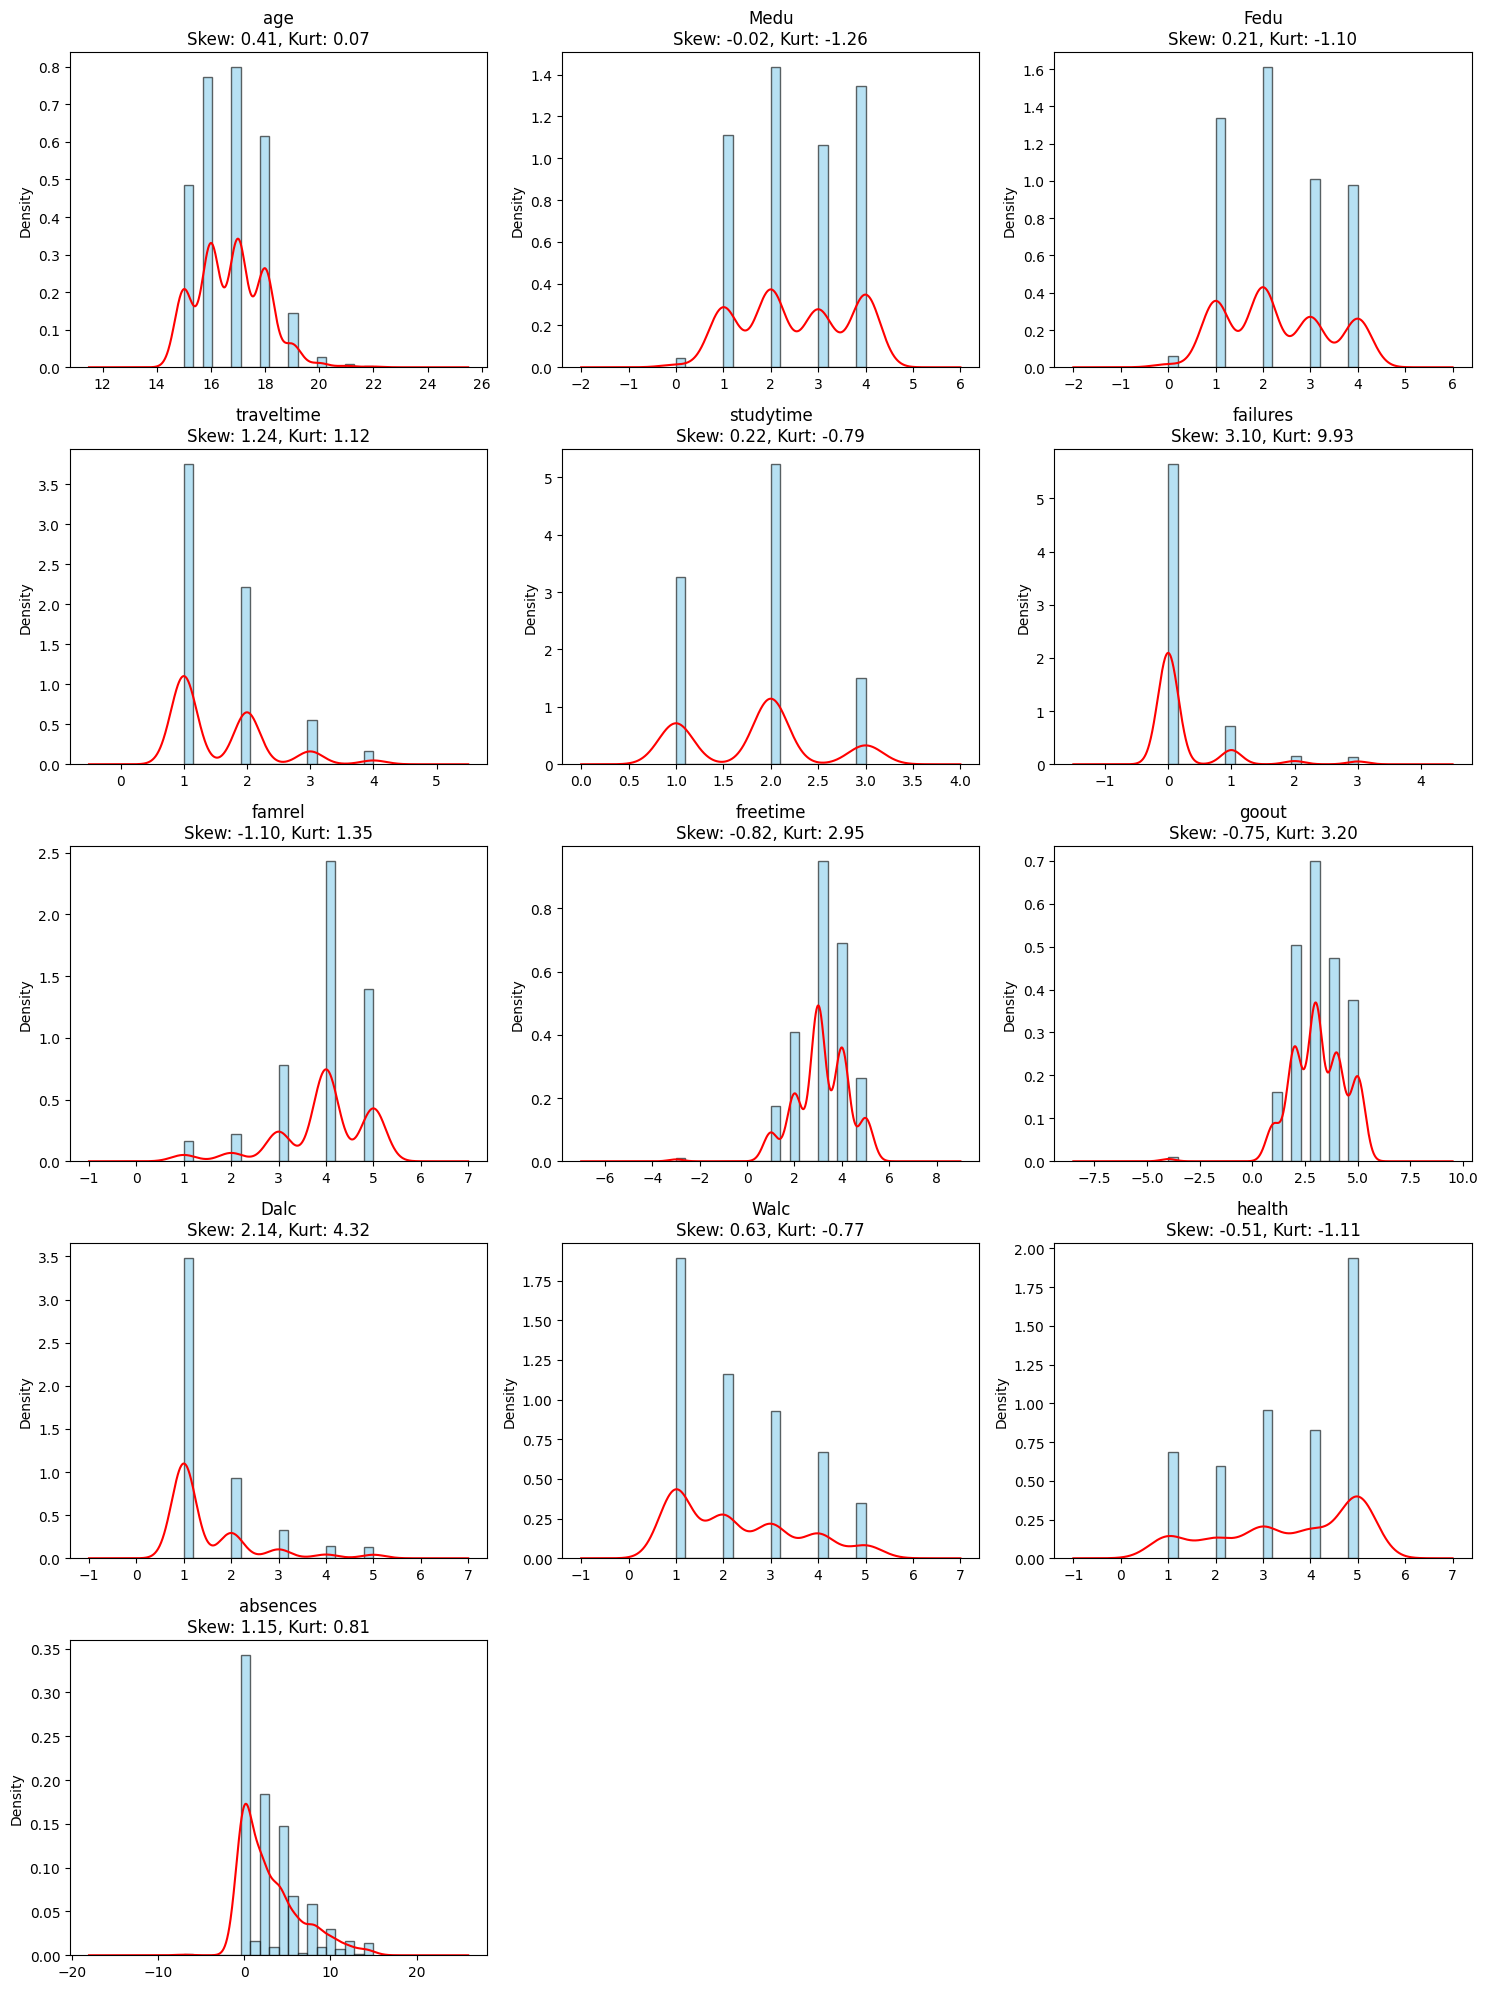 age
Skew: 0.41, Kurt: 0.07
Density
0.8
0.7
0.6
0.5
0.4
0.3
0.2
0.1
0.0
12 14 16 18 20 22 24 26
Medu
Skew: -0.02, Kurt: -1.26
Density
1.4
1.2
1.0
0.8
0.6
0.4
0.2
0.0
−2 −1 0 1 2 3 4 5 6
Fedu
Skew: 0.21, Kurt: -1.10
Density
1.6
1.4
1.2
1.0
0.8
0.6
0.4
0.2
0.0
−2 −1 0 1 2 3 4 5 6
traveltime
Skew: 1.24, Kurt: 1.12
Density
3.5
3.0
2.5
2.0
1.5
1.0
0.5
0.0
0 1 2 3 4 5
studytime
Skew: 0.22, Kurt: -0.79
Density
5
4
3
2
1
0
0.0 0.5 1.0 1.5 2.0 2.5 3.0 3.5 4.0
failures
Skew: 3.10, Kurt: 9.93
Density
5
4
3
2
1
0
−1 0 1 2 3 4
famrel
Skew: -1.10, Kurt: 1.35
Density
2.5
2.0
1.5
1.0
0.5
0.0
−1 0 1 2 3 4 5 6 7
freetime
Skew: -0.82, Kurt: 2.95
Density
0.8
0.6
0.4
0.2
0.0
−6 −4 −2 0 2 4 6 8
goout
Skew: -0.75, Kurt: 3.20
Density
0.7
0.6
0.5
0.4
0.3
0.2
0.1
0.0
−7.5 −5.0 −2.5 0.0 2.5 5.0 7.5 10.0
Dalc
Skew: 2.14, Kurt: 4.32
Density
3.5
3.0
2.5
2.0
1.5
1.0
0.5
0.0
−1 0 1 2 3 4 5 6 7
Walc
Skew: 0.63, Kurt: -0.77
Density
1.75
1.50
1.25
1.00
0.75
0.50
0.25
0.00
−1 0 1 2 3 4 5 6 7
health
Skew: -0.51, Kurt: -1.11
Density
2.00
1.75
1.50
1.25
1.00
0.75
0.50
0.25
0.00
−1 0 1 2 3 4 5 6 7
absences
Skew: 1.15, Kurt: 0.81
Density
0.35
0.30
0.25
0.20
0.15
0.10
0.05
0.00
−20 −10 0 10 20